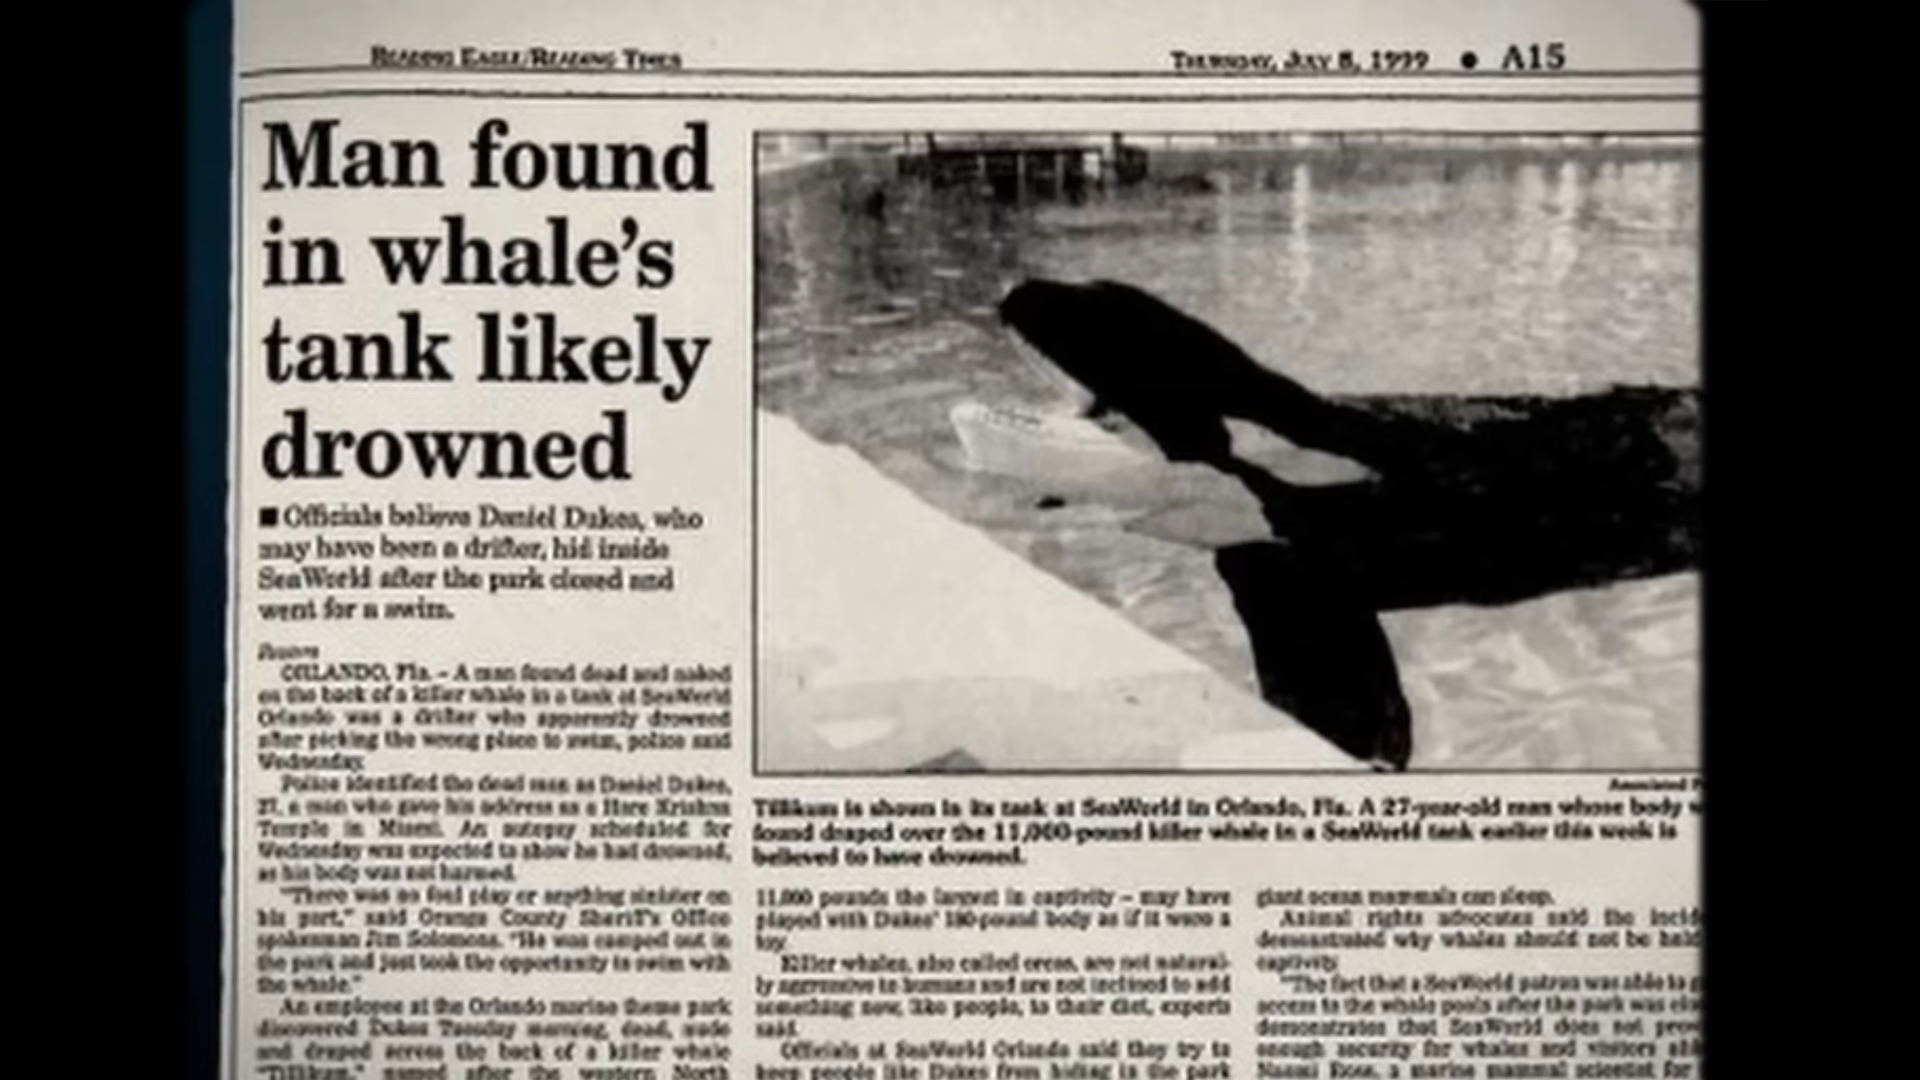 READING EAGLE/READING TIMES
THURSDAY, JULY 8, 1999 • A15
Man found
in whale's
tank likely
drowned
■ Officials believe Daniel Dukes, who
may have been a drifter, hid inside
SeaWorld after the park closed and
went for a swim.
Reuters
ORLANDO, Fla. – A man found dead and naked
on the back of a killer whale in a tank at SeaWorld
Orlando was a drifter who apparently drowned
after picking the wrong place to swim, police said
Wednesday.
Police identified the dead man as Daniel Dukes,
27, a man who gave his address as a Hare Krishna
Temple in Miami. An autopsy scheduled for
Wednesday was expected to show he had drowned,
as his body was not harmed.
"There was no foul play or anything sinister on
his part," said Orange County Sheriff's Office
spokesman Jim Solomons. "He was camped out in
the park and just took the opportunity to swim with
the whale."
An employee at the Orlando marine theme park
discovered Dukes Tuesday morning, dead, nude
and draped across the back of a killer whale
"Tillikum," named after the western North
Associated P
Tillikum is shown in its tank at SeaWorld in Orlando, Fla. A 27-year-old man whose body w
found draped over the 11,000-pound killer whale in a SeaWorld tank earlier this week is
believed to have drowned.
11,000 pounds the largest in captivity – may have
played with Dukes' 180-pound body as if it were a
toy.
Killer whales, also called orcas, are not natural-
ly aggressive to humans and are not inclined to add
something new, like people, to their diet, experts
said.
Officials at SeaWorld Orlando said they try to
keep people like Dukes from hiding in the park
giant ocean mammals can sleep.
Animal rights advocates said the incid
demonstrated why whales should not be held
captivity.
"The fact that a SeaWorld patron was able to g
access to the whale pools after the park was clo
demonstrates that SeaWorld does not prov
enough security for whales and visitors ali
Naomi Rose, a marine mammal scientist for